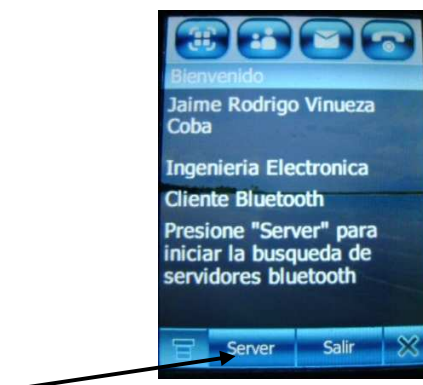 Bienvenido
Jaime Rodrigo Vinueza
Coba
Ingenieria Electronica
Cliente Bluetooth
Presione "Server" para
iniciar la busqueda de
servidores bluetooth
Server Salir